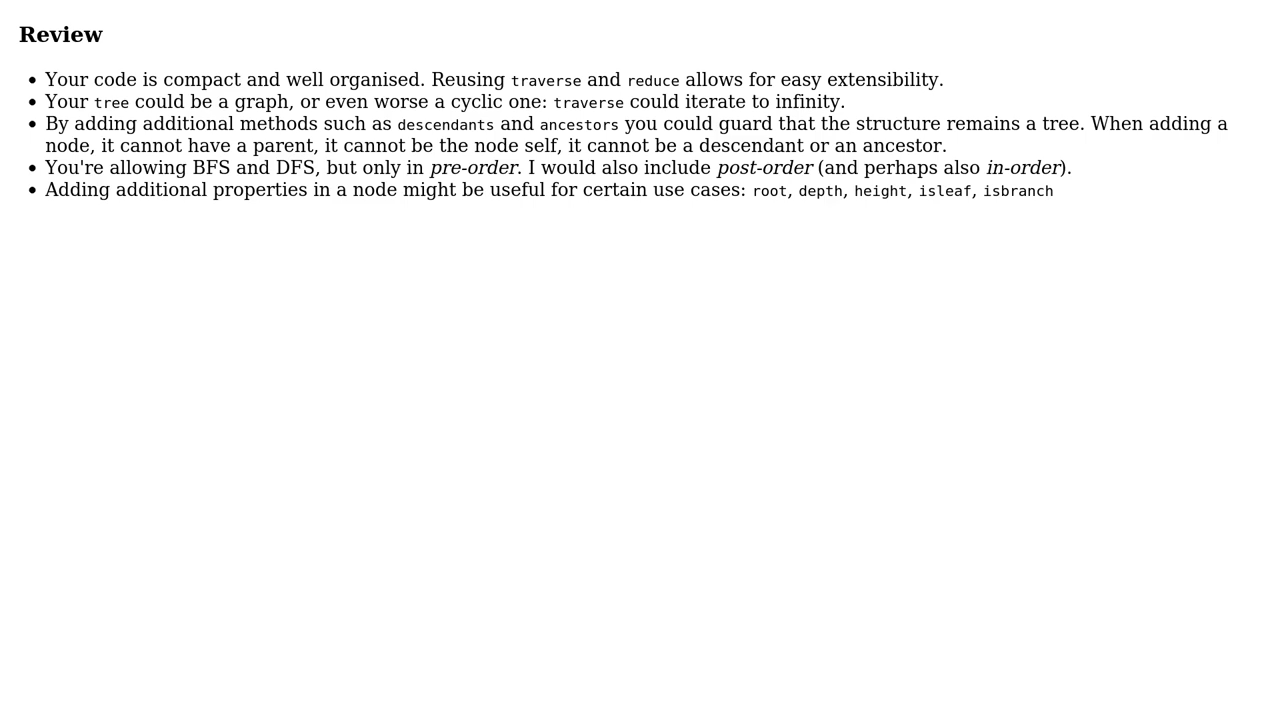 Review
• Your code is compact and well organised. Reusing traverse and reduce allows for easy extensibility.
• Your tree could be a graph, or even worse a cyclic one: traverse could iterate to infinity.
• By adding additional methods such as descendants and ancestors you could guard that the structure remains a tree. When adding a
node, it cannot have a parent, it cannot be the node self, it cannot be a descendant or an ancestor.
• You're allowing BFS and DFS, but only in pre-order. I would also include post-order (and perhaps also in-order).
• Adding additional properties in a node might be useful for certain use cases: root, depth, height, isleaf, isbranch